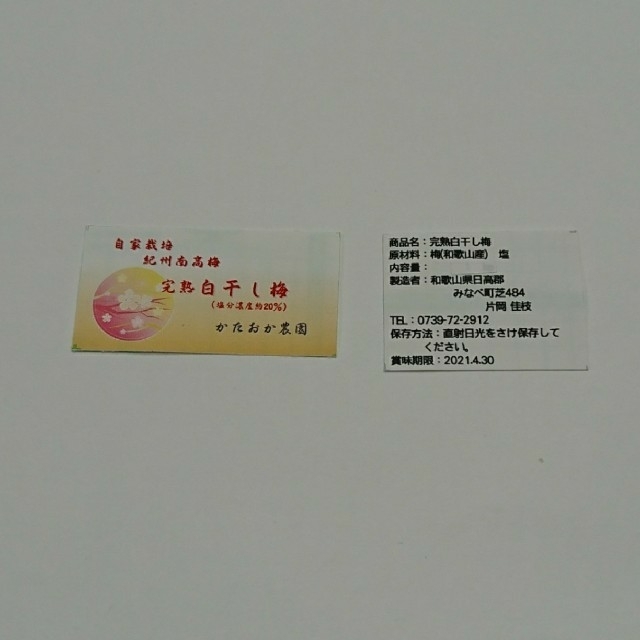 自家栽培
紀州南高梅
完熟白干し梅
(塩分濃度約20%)
かたおか農園
商品名：完熟白干し梅
原材料：梅(和歌山産)　塩
内容量：
製造者：和歌山県日高郡
みなべ町芝484
片岡 佳枝
TEL：0739-72-2912
保存方法：直射日光をさけ保存して
ください。
賞味期限：2021.4.30